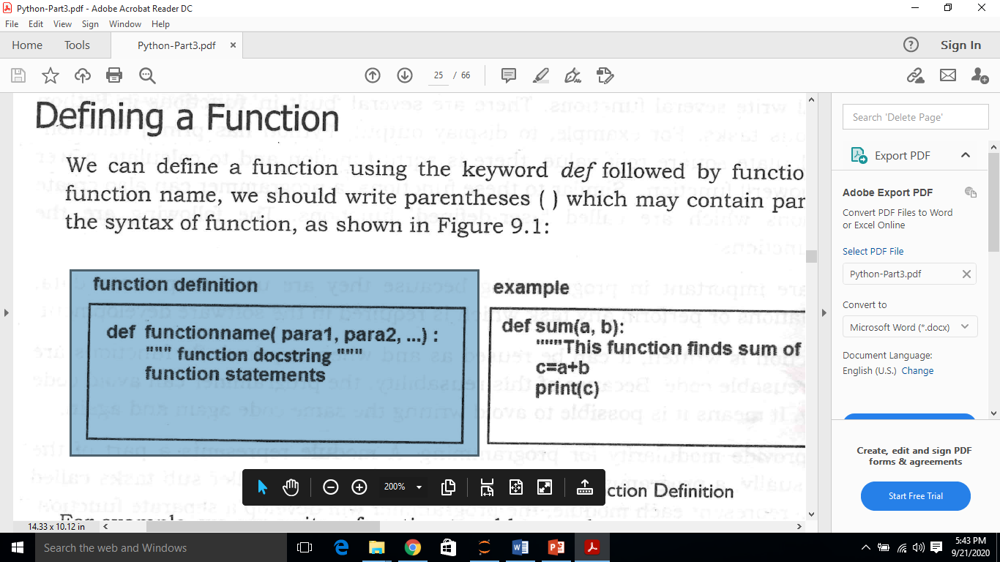 Python-Part3.pdf - Adobe Acrobat Reader DC
File Edit View Sign Window Help
Home Tools Python-Part3.pdf × Sign In
25 / 66
Defining a Function
We can define a function using the keyword def followed by functio
function name, we should write parentheses ( ) which may contain par
the syntax of function, as shown in Figure 9.1:
function definition
def functionname( para1, para2, ...) :
""" function docstring """
function statements
example
def sum(a, b):
"""This function finds sum of
c=a+b
print(c)
200%
ction Definition
14.33 x 10.12 in
Search 'Delete Page'
Export PDF
Adobe Export PDF
Convert PDF Files to Word
or Excel Online
Select PDF File
Python-Part3.pdf
Convert to
Microsoft Word (*.docx)
Document Language:
English (U.S.) Change
Create, edit and sign PDF
forms & agreements
Start Free Trial
Search the web and Windows
5:43 PM
9/21/2020